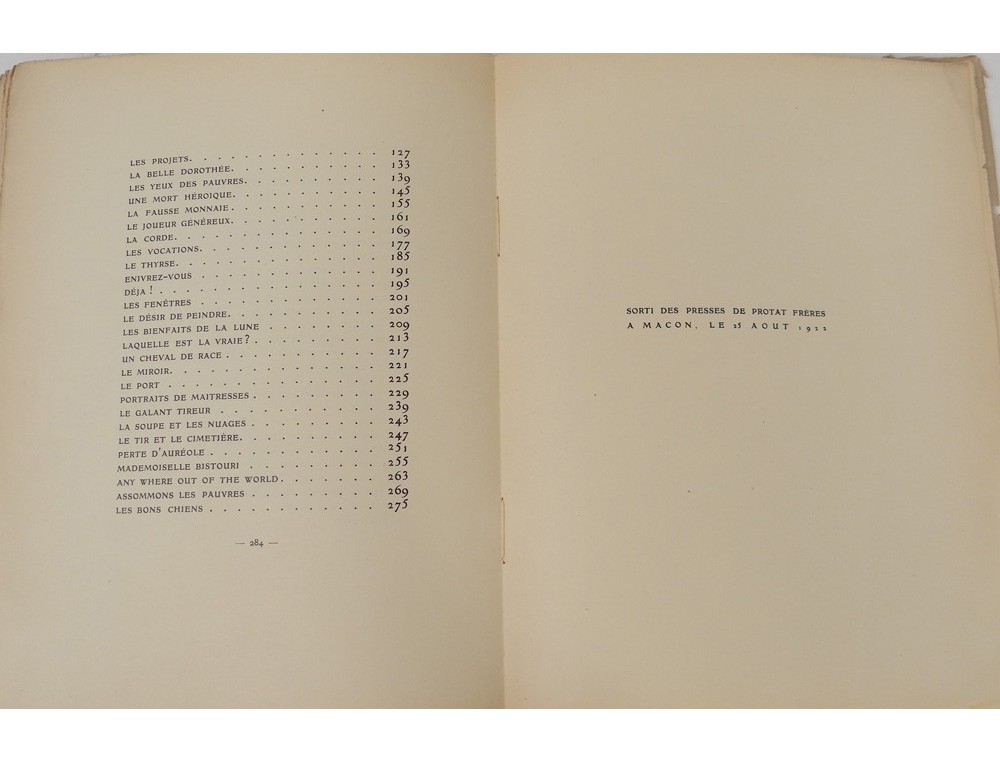 LES PROJETS. . . . . . . . . . . . . . 127
LA BELLE DOROTHÉE. . . . . . . . . . . 133
LES YEUX DES PAUVRES. . . . . . . . . . 139
UNE MORT HÉROIQUE. . . . . . . . . . . 145
LA FAUSSE MONNAIE . . . . . . . . . . . 155
LE JOUEUR GÉNÉREUX. . . . . . . . . . . 161
LA CORDE. . . . . . . . . . . . . . . 169
LES VOCATIONS. . . . . . . . . . . . . 177
LE THYRSE. . . . . . . . . . . . . . . 185
ENIVREZ-VOUS . . . . . . . . . . . . . 191
DÉJA ! . . . . . . . . . . . . . . . . 195
LES FENÊTRES . . . . . . . . . . . . . 201
LE DÉSIR DE PEINDRE. . . . . . . . . . . 205
LES BIENFAITS DE LA LUNE . . . . . . . . 209
LAQUELLE EST LA VRAIE ? . . . . . . . . . 213
UN CHEVAL DE RACE . . . . . . . . . . . 217
LE MIROIR. . . . . . . . . . . . . . . 221
LE PORT . . . . . . . . . . . . . . . 225
PORTRAITS DE MAITRESSES . . . . . . . . . 229
LE GALANT TIREUR . . . . . . . . . . . 239
LA SOUPE ET LES NUAGES . . . . . . . . . 243
LE TIR ET LE CIMETIÈRE. . . . . . . . . . 247
PERTE D'AURÉOLE . . . . . . . . . . . . 251
MADEMOISELLE BISTOURI . . . . . . . . . 255
ANY WHERE OUT OF THE WORLD. . . . . . . 263
ASSOMMONS LES PAUVRES . . . . . . . . . 269
LES BONS CHIENS . . . . . . . . . . . . 275
— 284 —
SORTI DES PRESSES DE PROTAT FRÈRES
A MACON, LE 25 AOUT 1922